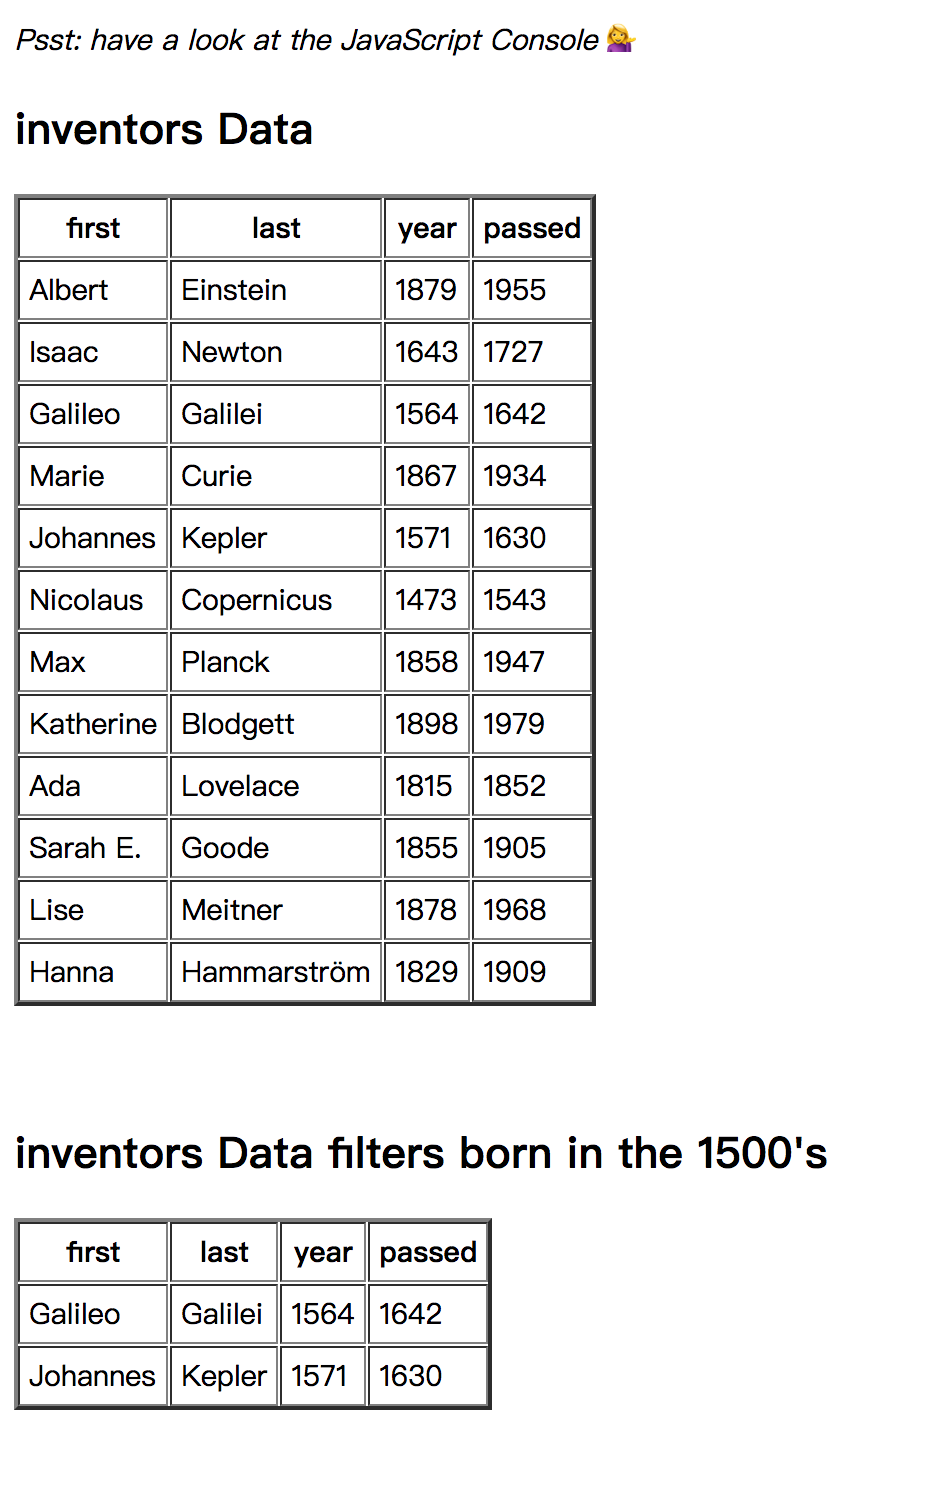 Psst: have a look at the JavaScript Console 💁
inventors Data
first last year passed
Albert Einstein 1879 1955
Isaac Newton 1643 1727
Galileo Galilei 1564 1642
Marie Curie 1867 1934
Johannes Kepler 1571 1630
Nicolaus Copernicus 1473 1543
Max Planck 1858 1947
Katherine Blodgett 1898 1979
Ada Lovelace 1815 1852
Sarah E. Goode 1855 1905
Lise Meitner 1878 1968
Hanna Hammarström 1829 1909
inventors Data filters born in the 1500's
first last year passed
Galileo Galilei 1564 1642
Johannes Kepler 1571 1630